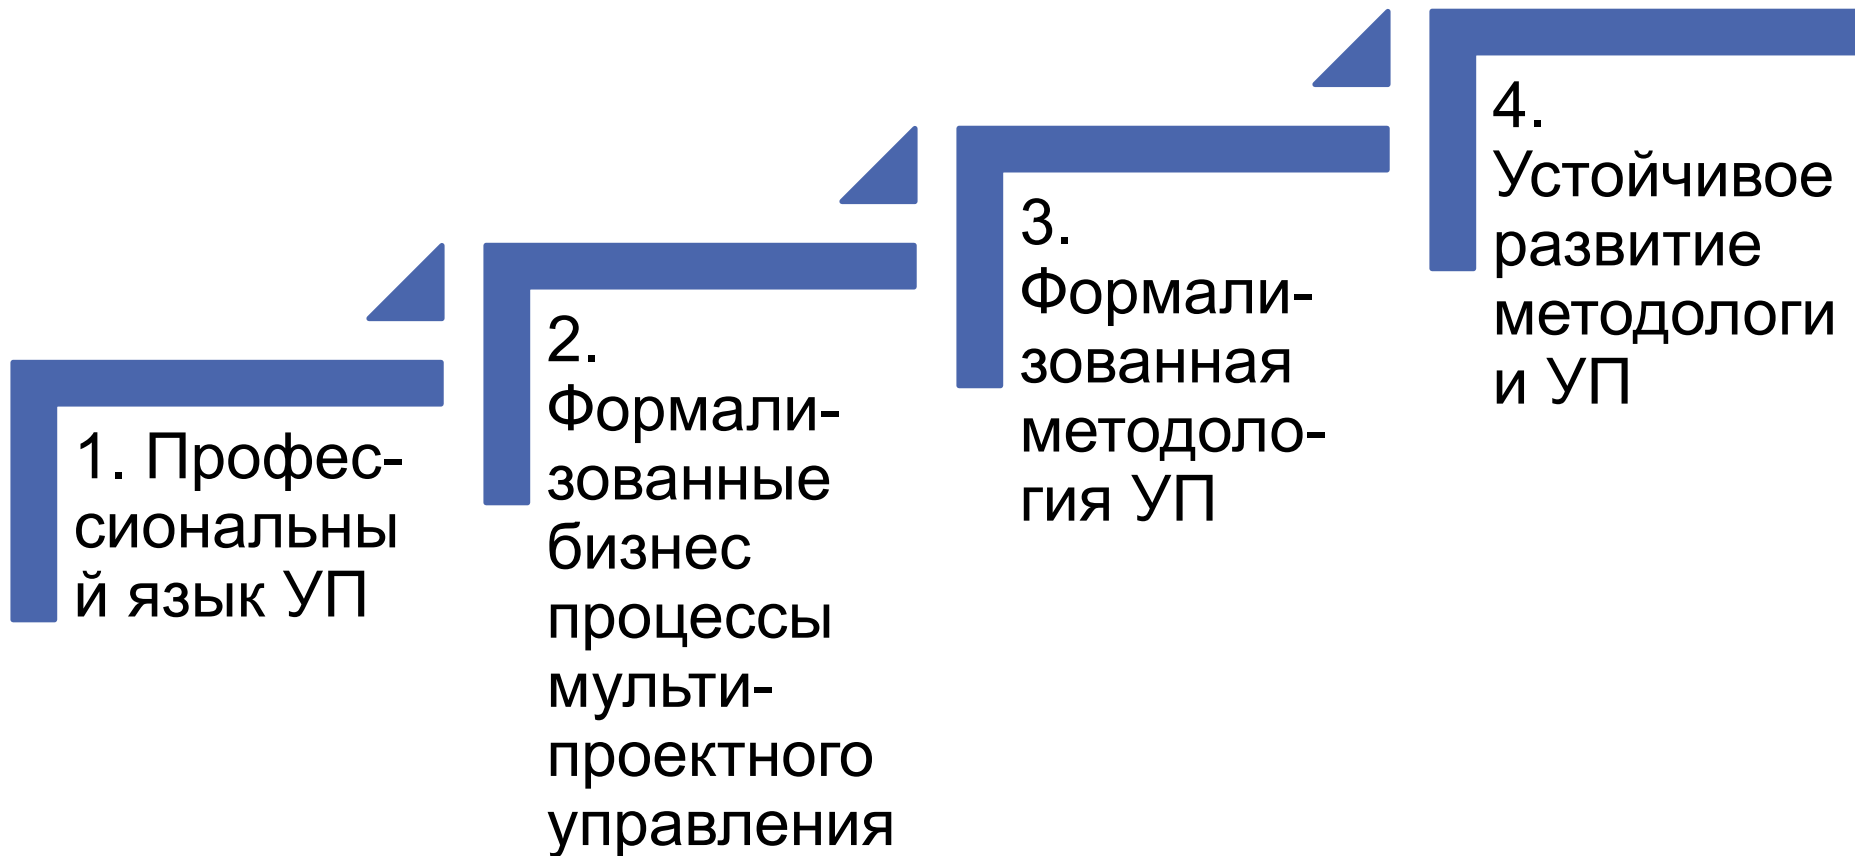 1. Профес-
сиональны
й язык УП
2.
Формали-
зованные
бизнес
процессы
мульти-
проектного
управления
3.
Формали-
зованная
методоло-
гия УП
4.
Устойчивое
развитие
методологи
и УП